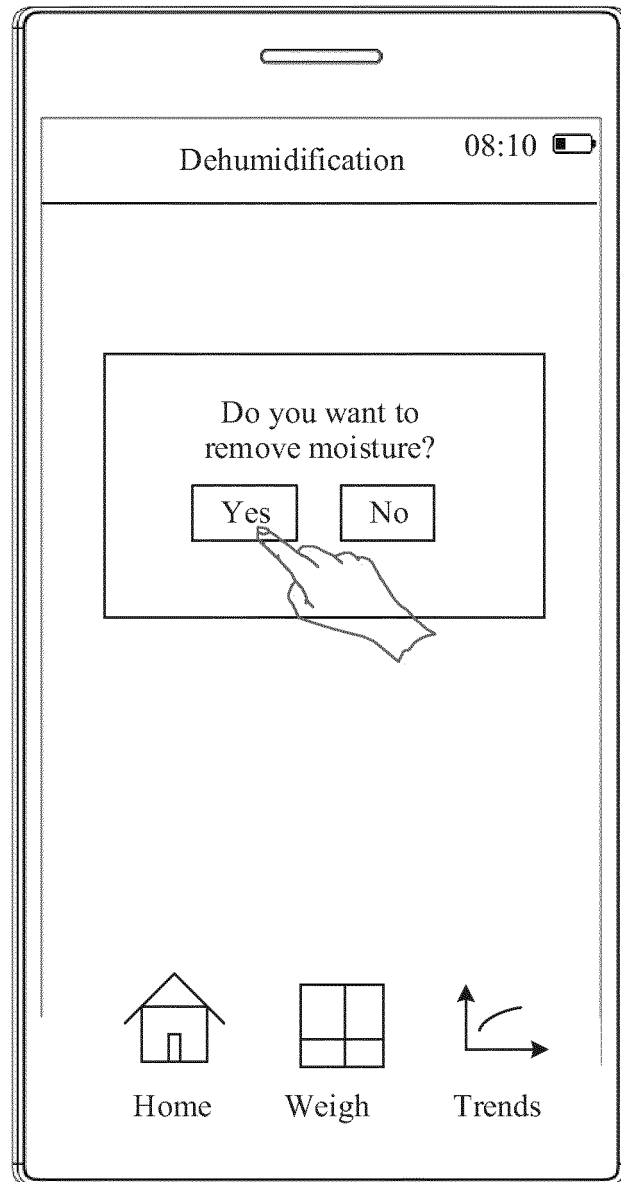 Dehumidification 08:10
Do you want to
remove moisture?
Yes No
Home Weigh Trends